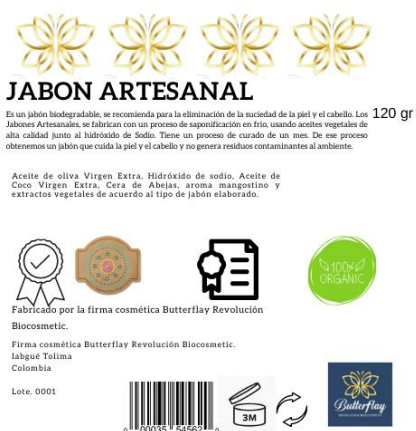 JABON ARTESANAL
Es un jabón biodegradable, se recomienda para la eliminación de la suciedad de la piel y el cabello. Los
Jabones Artesanales, se fabrican con un proceso de saponificación en frio, usando aceites vegetales de
alta calidad junto al hidróxido de Sodio. Tiene un proceso de curado de un mes. De ese proceso
obtenemos un jabón que cuida la piel y el cabello y no genera residuos contaminantes al ambiente.
120 gr
Aceite de oliva Virgen Extra, Hidróxido de sodio, Aceite de
Coco Virgen Extra, Cera de Abejas, aroma mangostino y
extractos vegetales de acuerdo al tipo de jabón elaborado.
100%
ORGANIC
Fabricado por la firma cosmética Butterflay Revolución
Biocosmetic.
Firma cosmética Butterflay Revolución Biocosmetic.
Iabgué Tolima
Colombia
Lote. 0001
00035 54562
3M
Butterflay